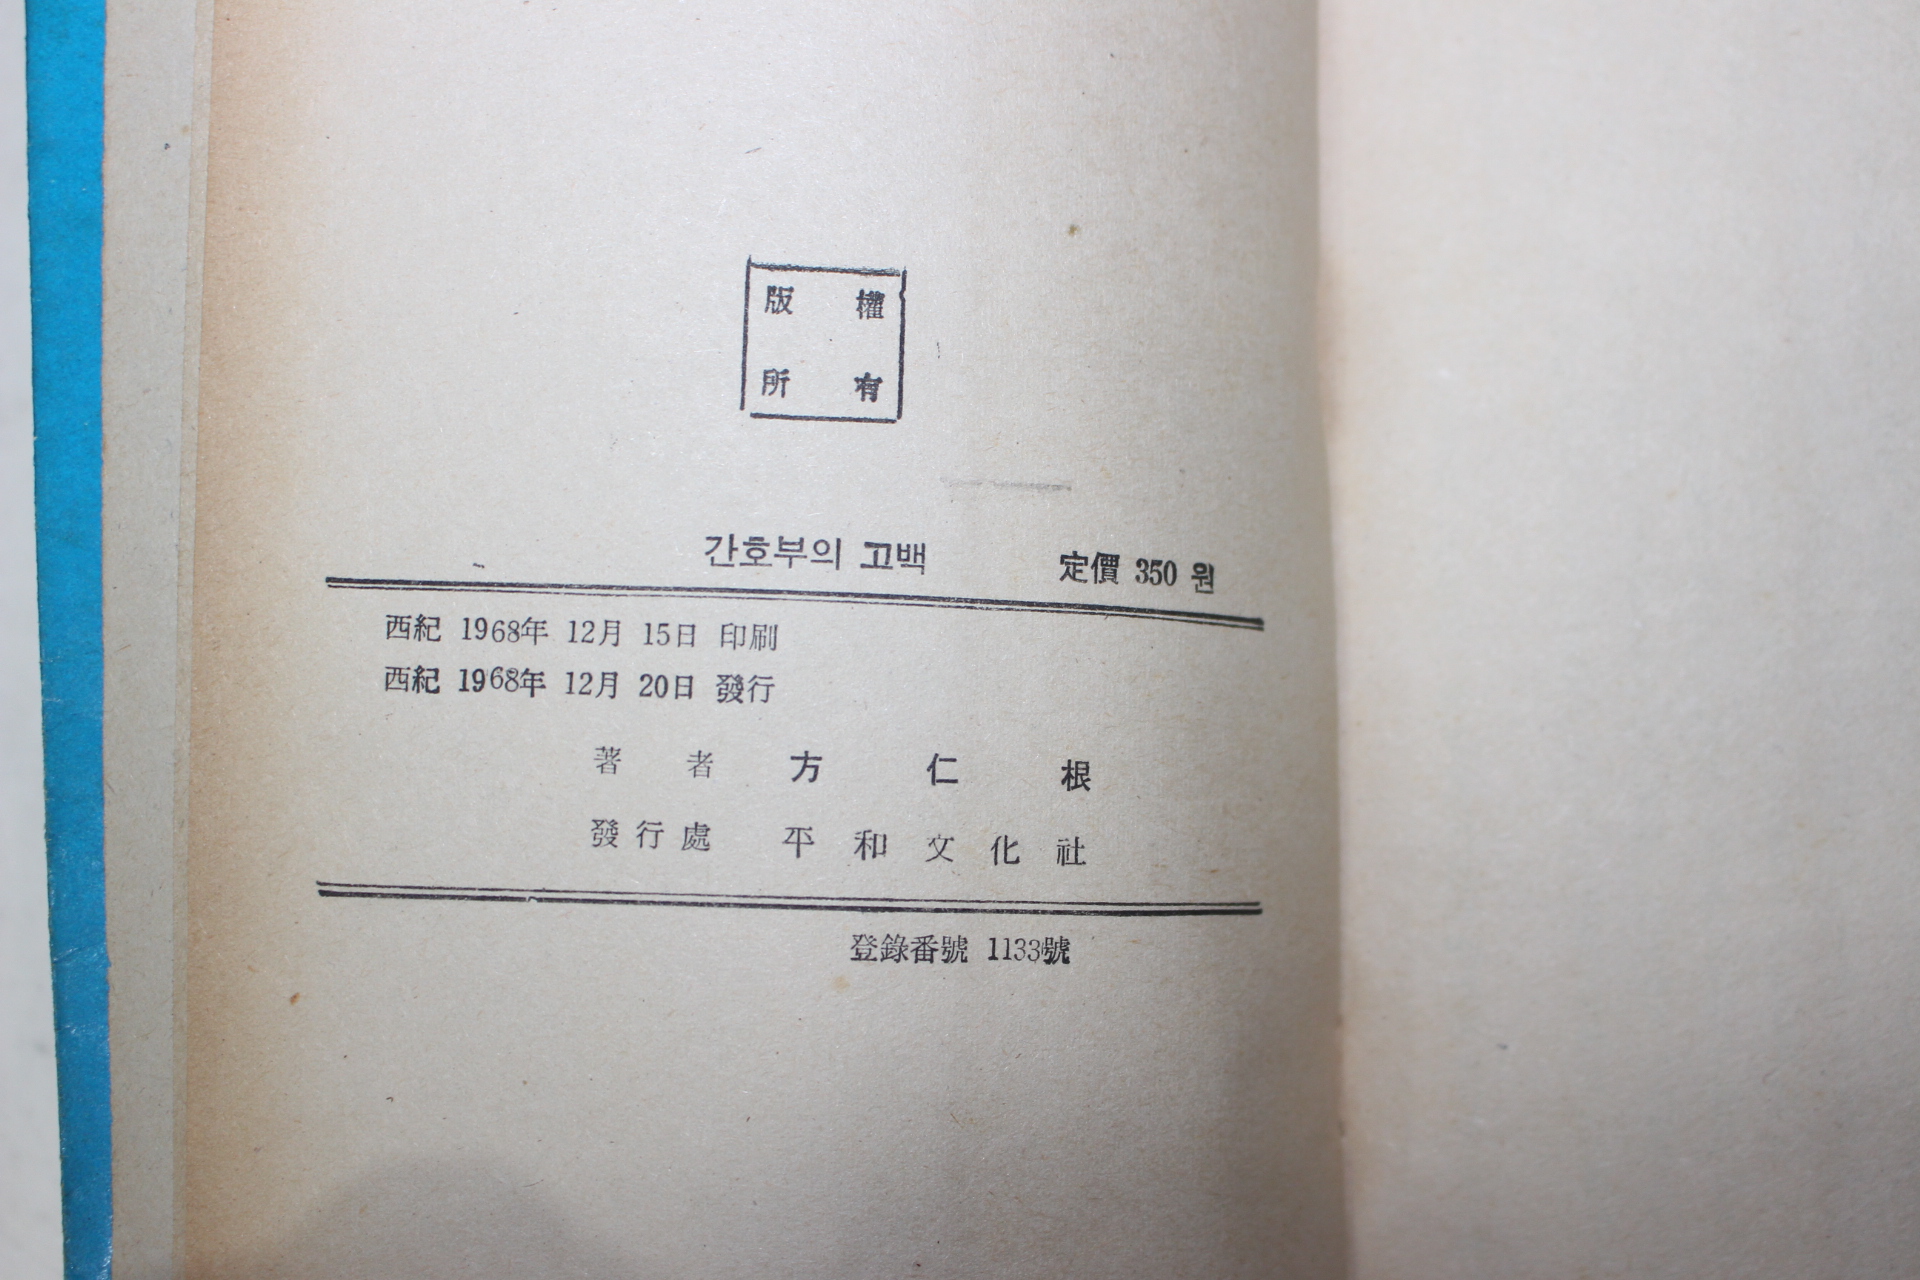 版 權
所 有
간호부의 고백 定價 350 원
西紀 1968年 12月 15日 印刷
西紀 1968年 12月 20日 發行
著 者 方 仁 根
發行處 平 和 文 化 社
登錄番號 1133號